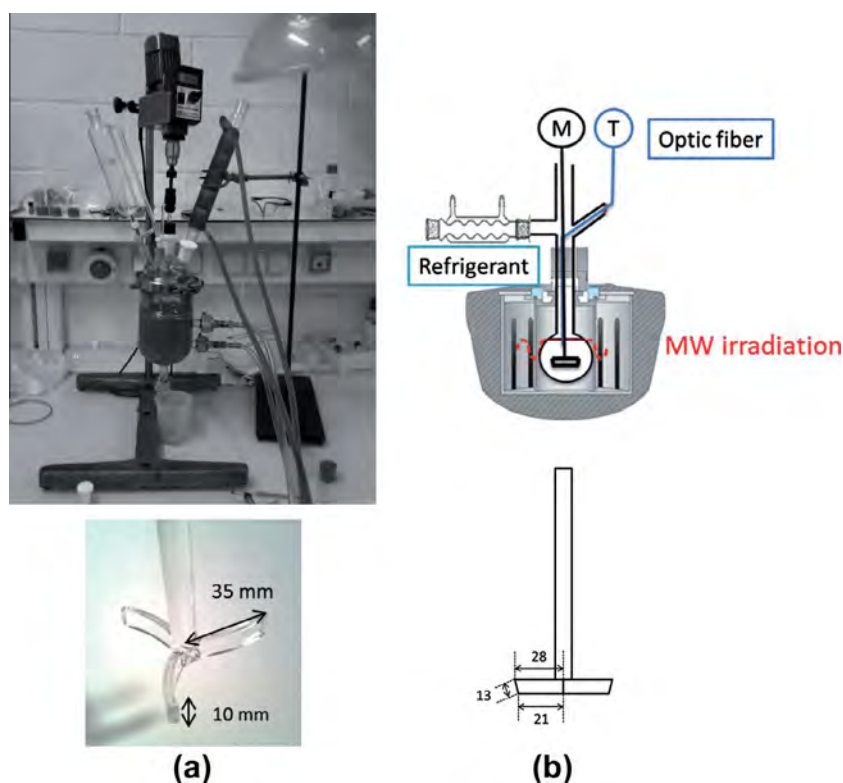 M
T
Optic fiber
Refrigerant
MW irradiation
35 mm
10 mm
28
13
21
(a)
(b)